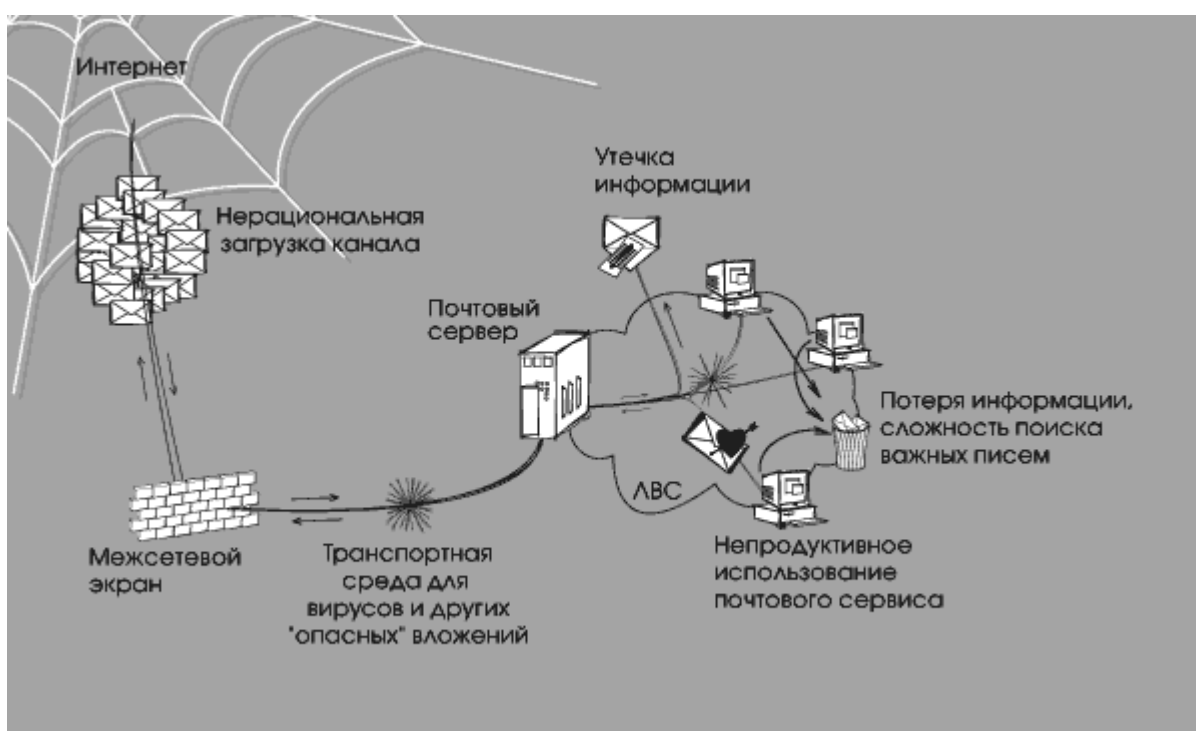 Интернет
Нерациональная
загрузка канала
Утечка
информации
Почтовый
сервер
Потеря информации,
сложность поиска
важных писем
ЛВС
Межсетевой
экран
Транспортная
среда для
вирусов и других
"опасных" вложений
Непродуктивное
использование
почтового сервиса